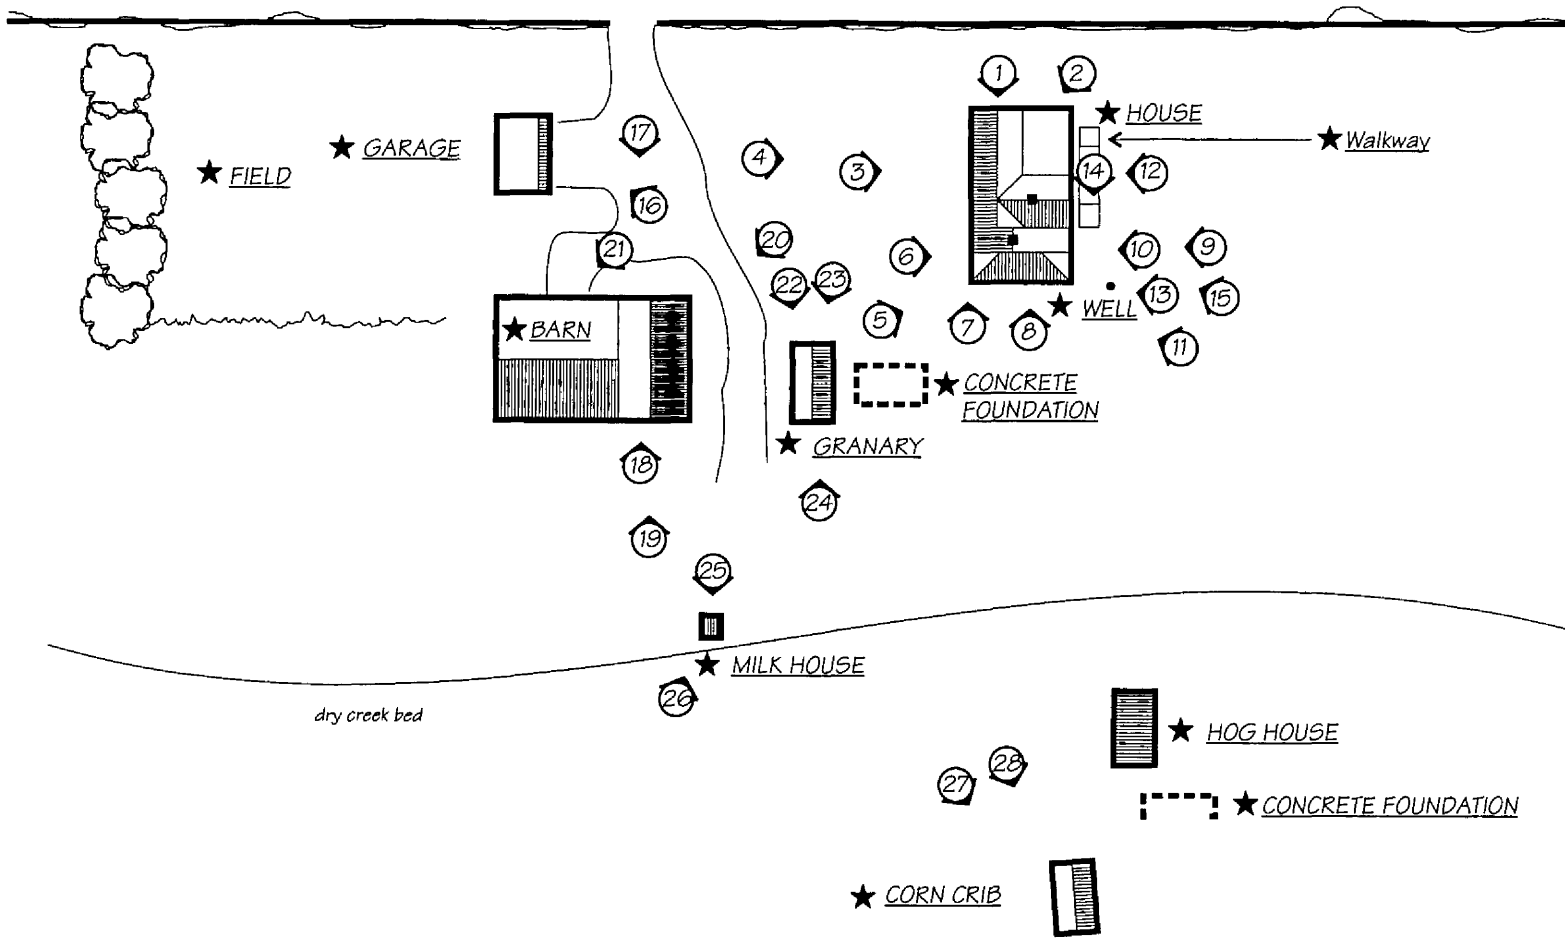 1
2
HOUSE
Walkway
17
GARAGE
4
3
14
12
FIELD
16
20
21
6
10
9
22
23
13
15
WELL
5
7
8
BARN
11
CONCRETE
FOUNDATION
GRANARY
18
24
19
25
MILK HOUSE
26
dry creek bed
HOG HOUSE
28
27
CONCRETE FOUNDATION
CORN CRIB